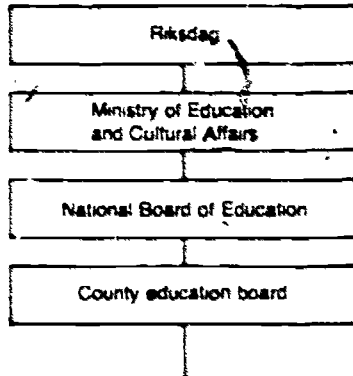 Riksdag
Ministry of Education
and Cultural Affairs
National Board of Education
County education board